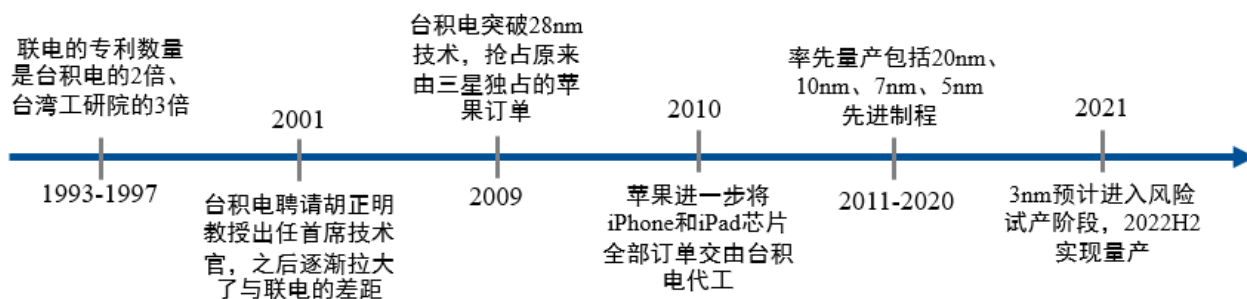 联电的专利数量
是台积电的2倍、
台湾工研院的3倍
1993-1997
2001
台积电聘请胡正明
教授出任首席技术
官，之后逐渐拉大
了与联电的差距
台积电突破28nm
技术，抢占原来
由三星独占的苹
果订单
2009
2010
苹果进一步将
iPhone和iPad芯片
全部订单交由台积
电代工
率先量产包括20nm、
10nm、7nm、5nm
先进制程
2011-2020
2021
3nm预计进入风险
试产阶段，2022H2
实现量产